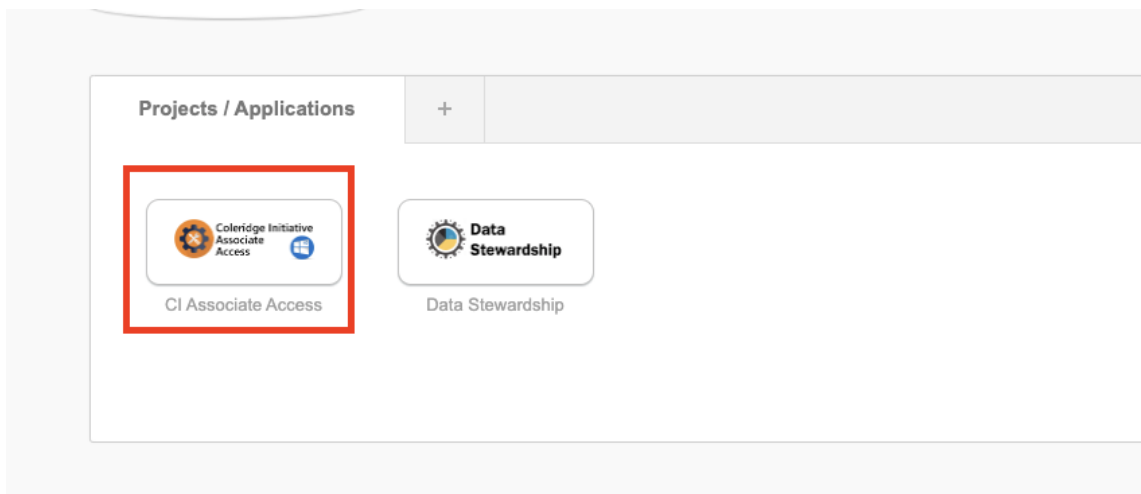 Projects / Applications
+
Coleridge Initiative
Associate
Access
CI Associate Access
Data
Stewardship
Data Stewardship